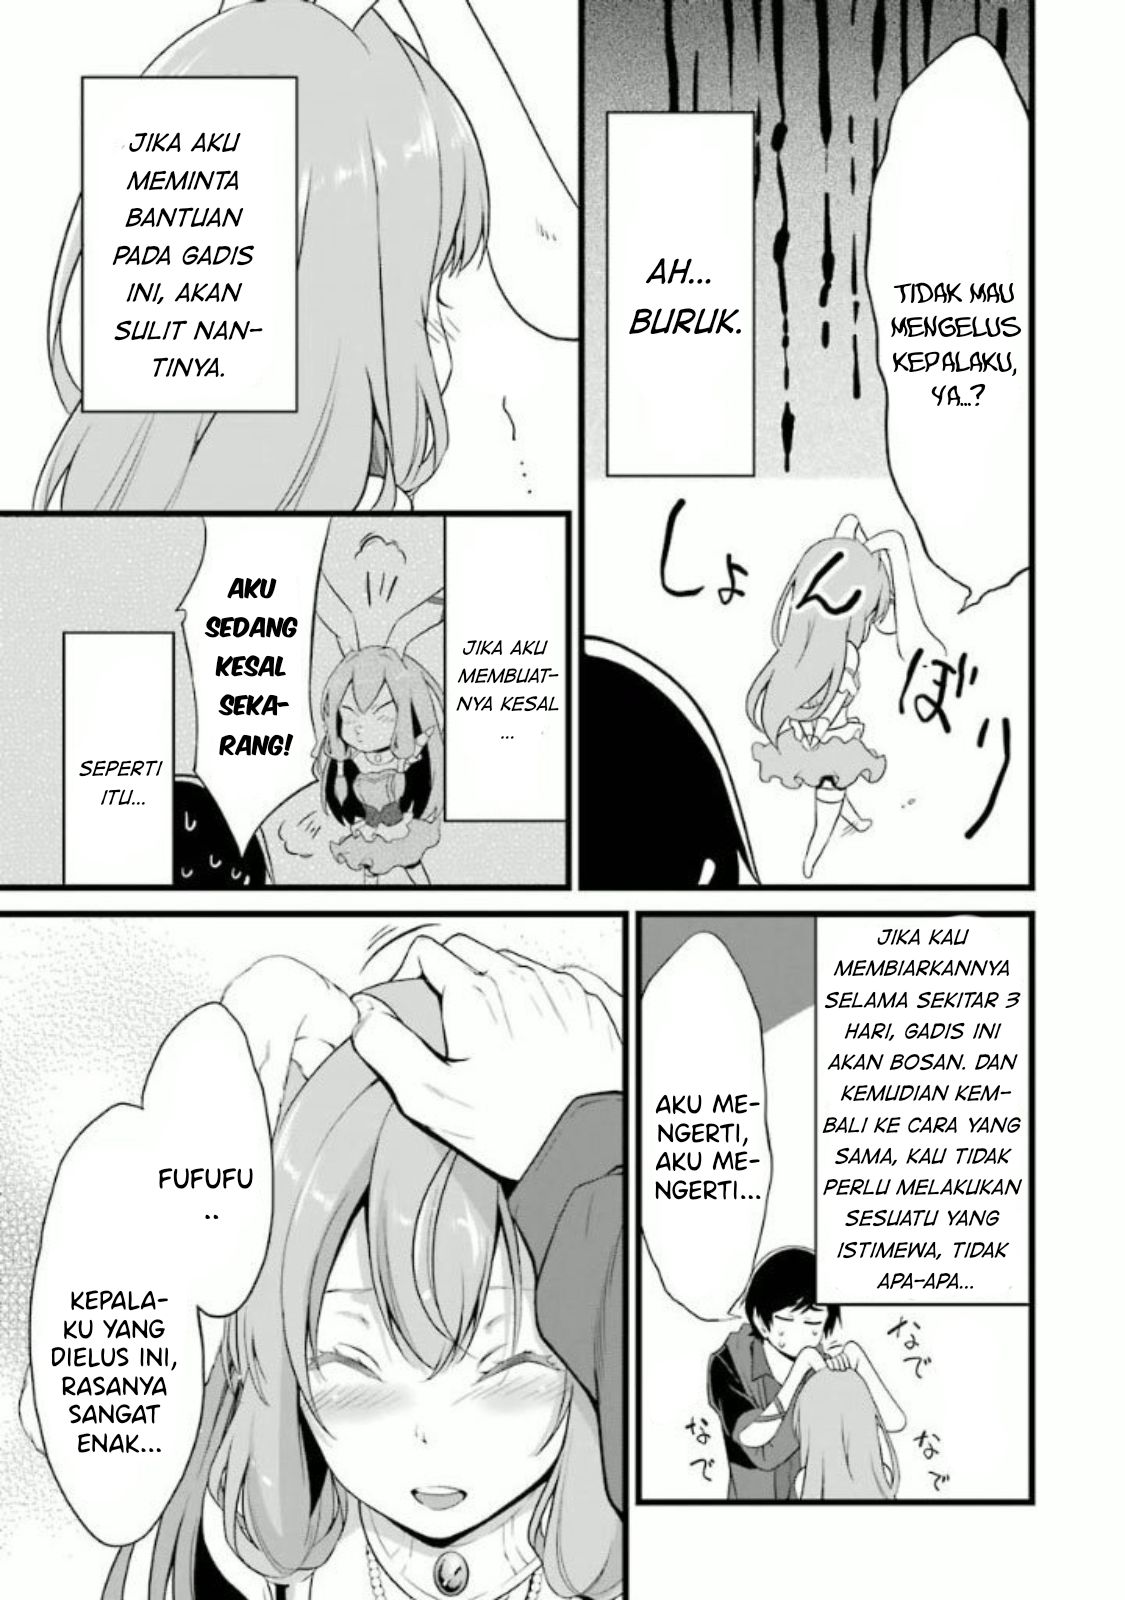 TIDAK MAU
MENGELUS
KEPALAKU,
YA...?
AH...
BURUK.
しょんぼり
JIKA AKU
MEMINTA
BANTUAN
PADA GADIS
INI, AKAN
SULIT NAN-
TINYA.
JIKA AKU
MEMBUAT-
NYA KESAL
...
AKU
SEDANG
KESAL
SEKA-
RANG!
SEPERTI
ITU...
JIKA KAU
MEMBIARKANNYA
SELAMA SEKITAR 3
HARI, GADIS INI
AKAN BOSAN. DAN
KEMUDIAN KEM-
BALI KE CARA YANG
SAMA, KAU TIDAK
PERLU MELAKUKAN
SESUATU YANG
ISTIMEWA, TIDAK
APA-APA...
AKU ME-
NGERTI,
AKU ME-
NGERTI...
なで
なで
なで
FUFUFU
..
KEPALA-
KU YANG
DIELUS INI,
RASANYA
SANGAT
ENAK...